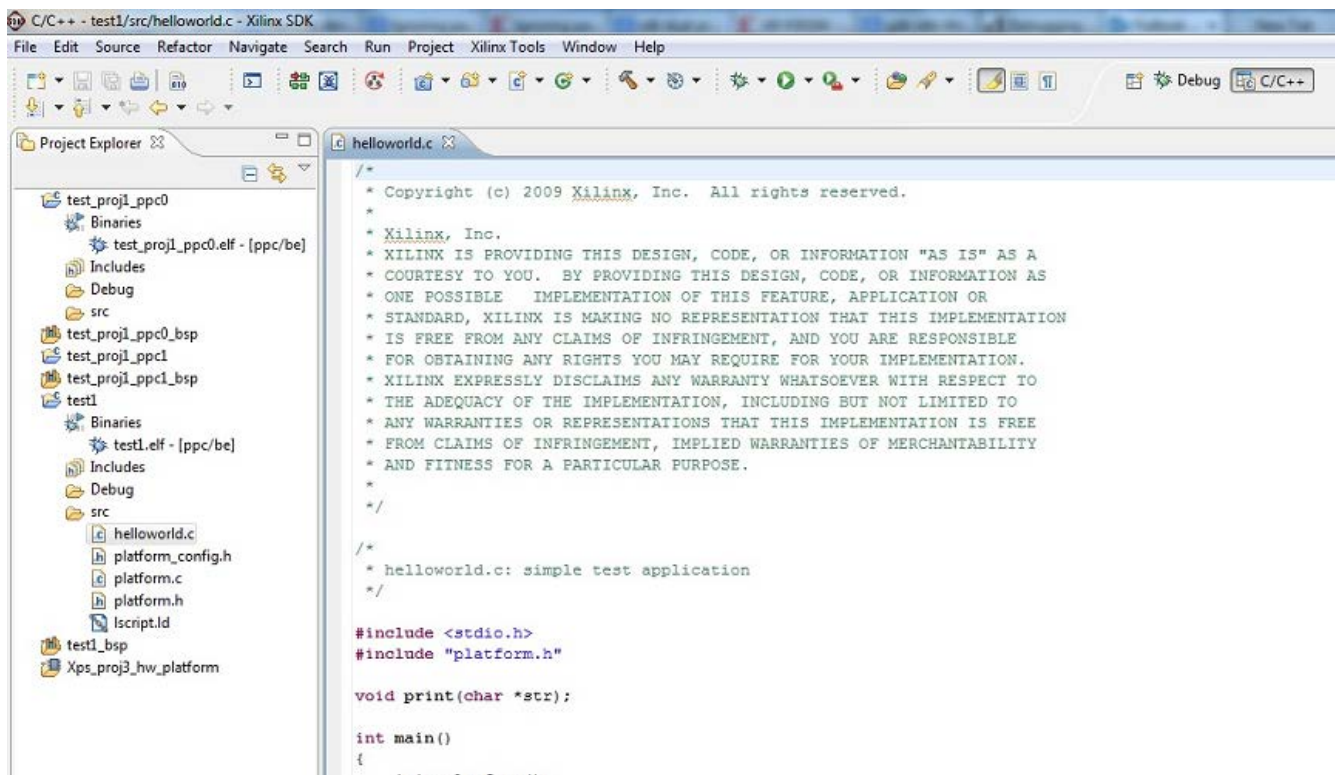 C/C++ - test1/src/helloworld.c - Xilinx SDK
File Edit Source Refactor Navigate Search Run Project Xilinx Tools Window Help
Debug C/C++
Project Explorer
test_proj1_ppc0
Binaries
test_proj1_ppc0.elf - [ppc/be]
Includes
Debug
src
test_proj1_ppc0_bsp
test_proj1_ppc1
test_proj1_ppc1_bsp
test1
Binaries
test1.elf - [ppc/be]
Includes
Debug
src
helloworld.c
platform_config.h
platform.c
platform.h
lscript.ld
test1_bsp
Xps_proj3_hw_platform
helloworld.c
/*
* Copyright (c) 2009 Xilinx, Inc. All rights reserved.
*
* Xilinx, Inc.
* XILINX IS PROVIDING THIS DESIGN, CODE, OR INFORMATION "AS IS" AS A
* COURTESY TO YOU. BY PROVIDING THIS DESIGN, CODE, OR INFORMATION AS
* ONE POSSIBLE IMPLEMENTATION OF THIS FEATURE, APPLICATION OR
* STANDARD, XILINX IS MAKING NO REPRESENTATION THAT THIS IMPLEMENTATION
* IS FREE FROM ANY CLAIMS OF INFRINGEMENT, AND YOU ARE RESPONSIBLE
* FOR OBTAINING ANY RIGHTS YOU MAY REQUIRE FOR YOUR IMPLEMENTATION.
* XILINX EXPRESSLY DISCLAIMS ANY WARRANTY WHATSOEVER WITH RESPECT TO
* THE ADEQUACY OF THE IMPLEMENTATION, INCLUDING BUT NOT LIMITED TO
* ANY WARRANTIES OR REPRESENTATIONS THAT THIS IMPLEMENTATION IS FREE
* FROM CLAIMS OF INFRINGEMENT, IMPLIED WARRANTIES OF MERCHANTABILITY
* AND FITNESS FOR A PARTICULAR PURPOSE.
*
*/
/*
* helloworld.c: simple test application
*/
#include <stdio.h>
#include "platform.h"
void print(char *str);
int main()
{